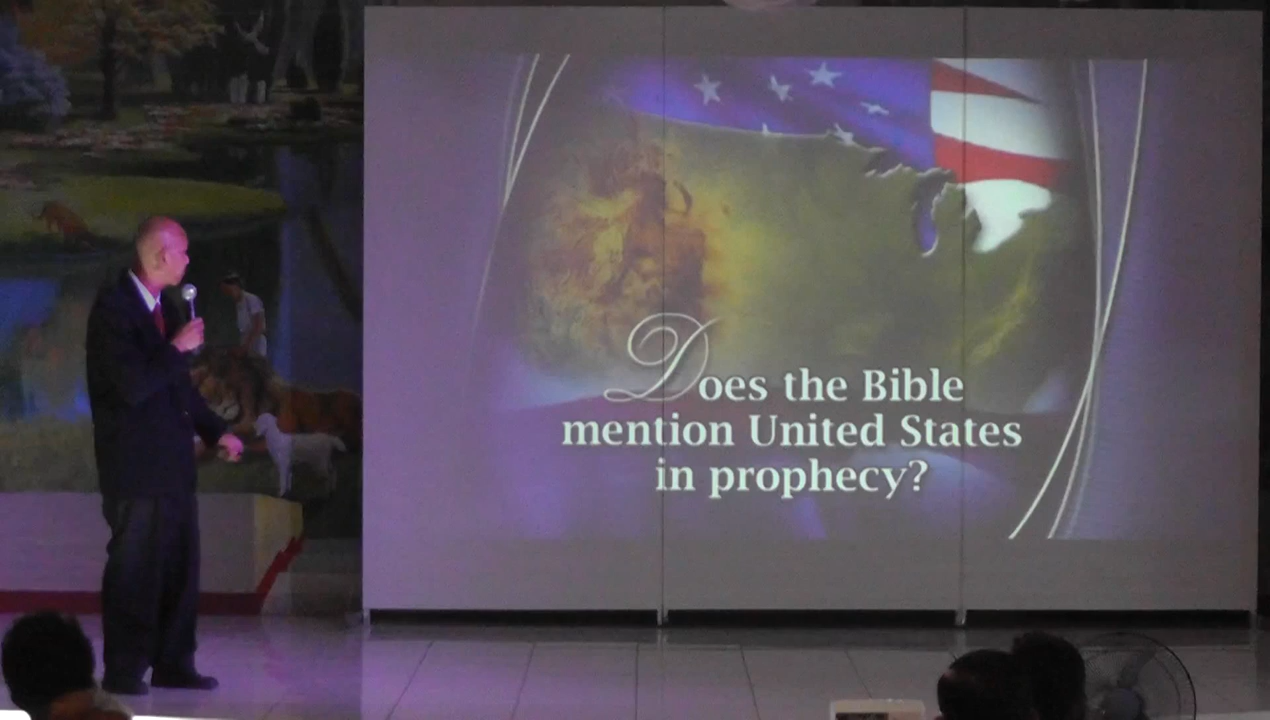 Does the Bible
mention United States
in prophecy?